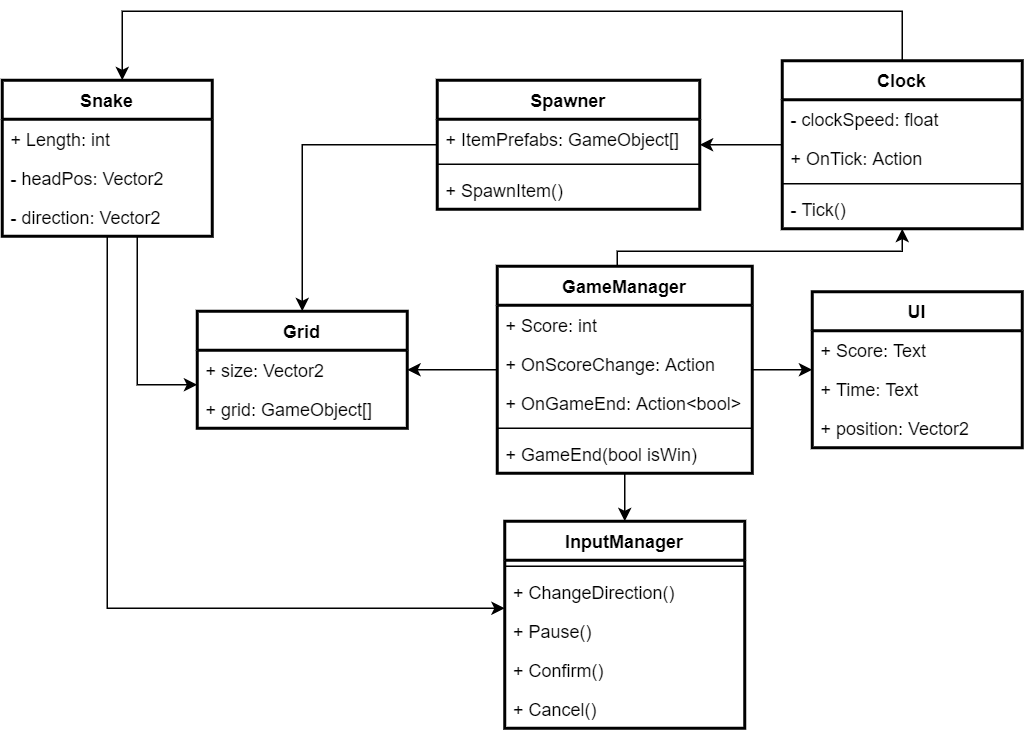 Snake
+ Length: int
- headPos: Vector2
- direction: Vector2
Spawner
+ ItemPrefabs: GameObject[]
+ SpawnItem()
Clock
- clockSpeed: float
+ OnTick: Action
- Tick()
Grid
+ size: Vector2
+ grid: GameObject[]
GameManager
+ Score: int
+ OnScoreChange: Action
+ OnGameEnd: Action<bool>
+ GameEnd(bool isWin)
UI
+ Score: Text
+ Time: Text
+ position: Vector2
InputManager
+ ChangeDirection()
+ Pause()
+ Confirm()
+ Cancel()